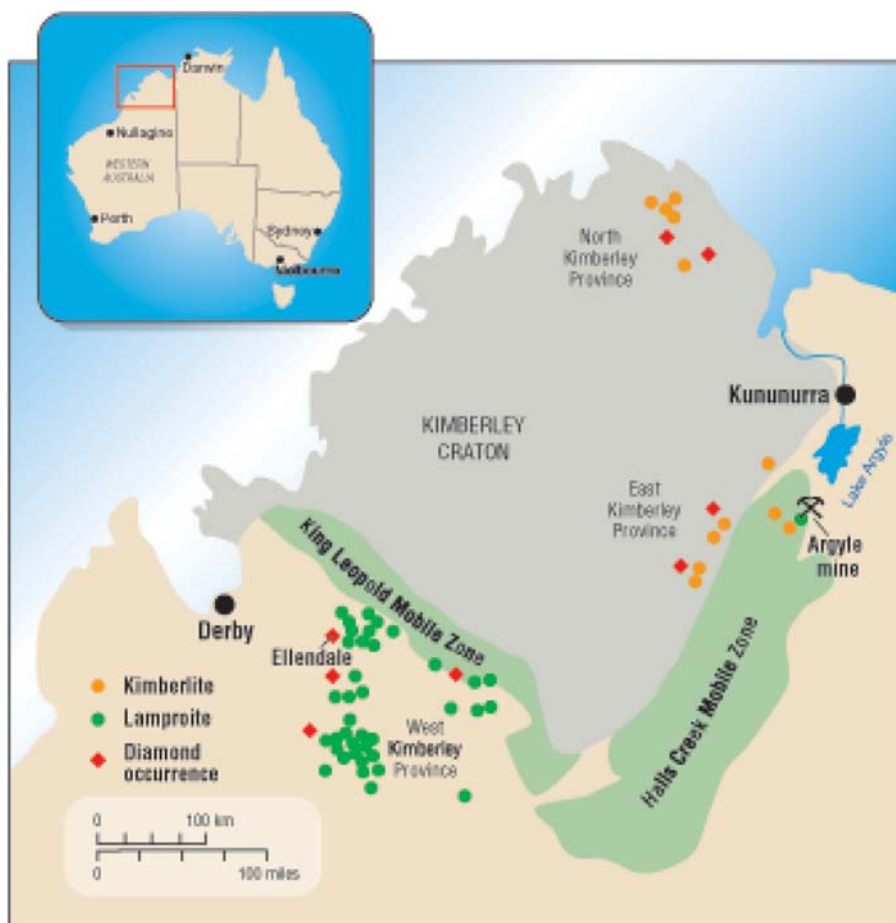 Darwin
Nullagine
WESTERN
AUSTRALIA
Perth
Sydney
Melbourne
North
Kimberley
Province
KIMBERLEY
CRATON
Kununurra
Lake Argyle
East
Kimberley
Province
Argyle
mine
King Leopold Mobile Zone
Halls Creek Mobile Zone
Derby
Ellendale
West
Kimberley
Province
Kimberlite
Lamproite
Diamond
occurrence
0 100 km
0 100 miles